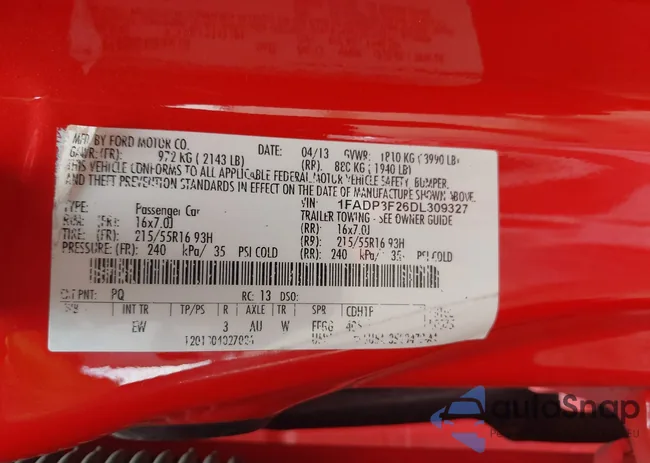 MFD. BY FORD MOTOR CO. DATE: 04/13 GVWR: 1810 KG (3990 LB)
GAWR: (FR): 972 KG (2143 LB) (RR): 880 KG (1940 LB)
THIS VEHICLE CONFORMS TO ALL APPLICABLE FEDERAL MOTOR VEHICLE SAFETY, BUMPER,
AND THEFT PREVENTION STANDARDS IN EFFECT ON THE DATE OF MANUFACTURE SHOWN ABOVE.
VIN: 1FADP3F26DL309327
TYPE: Passenger Car TRAILER TOWING - SEE OWNER GUIDE
RIMS: 16x7.0J (RR): 16x7.0J
TIRE: (FR): 215/55R16 93H (R9): 215/55R16 93H
PRESSURE: (FR): 240 kPa/ 35 PSI COLD (RR): 240 kPa/ 35 PSI COLD
EXT PNT: PQ RC: 13 DSO:
INT TR TP/PS R AXLE TR SPR CDH1F
EW 3 AU W
autoSnap